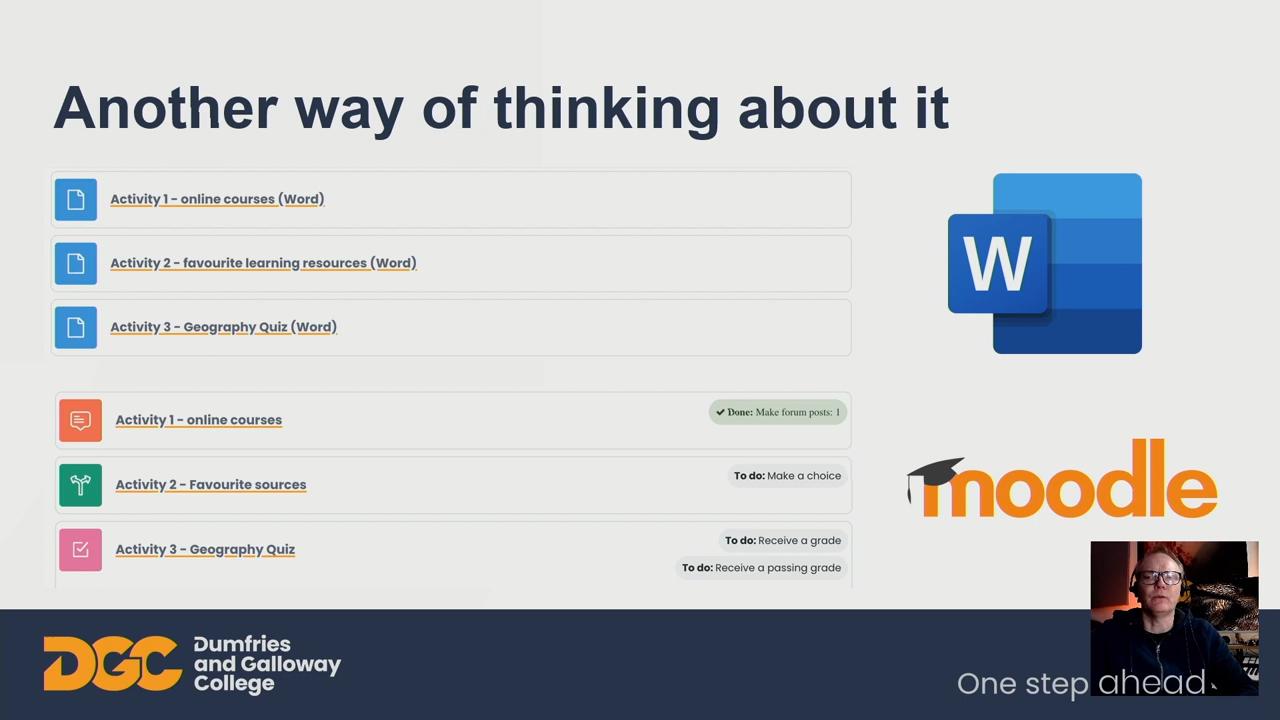 Another way of thinking about it
Activity 1 - online courses (Word)
Activity 2 - favourite learning resources (Word)
Activity 3 - Geography Quiz (Word)
W
Activity 1 - online courses
Done: Make forum posts: 1
Activity 2 - Favourite sources
To do: Make a choice
Activity 3 - Geography Quiz
To do: Receive a grade
To do: Receive a passing grade
moodle
DGC
Dumfries
and Galloway
College
One step ahead